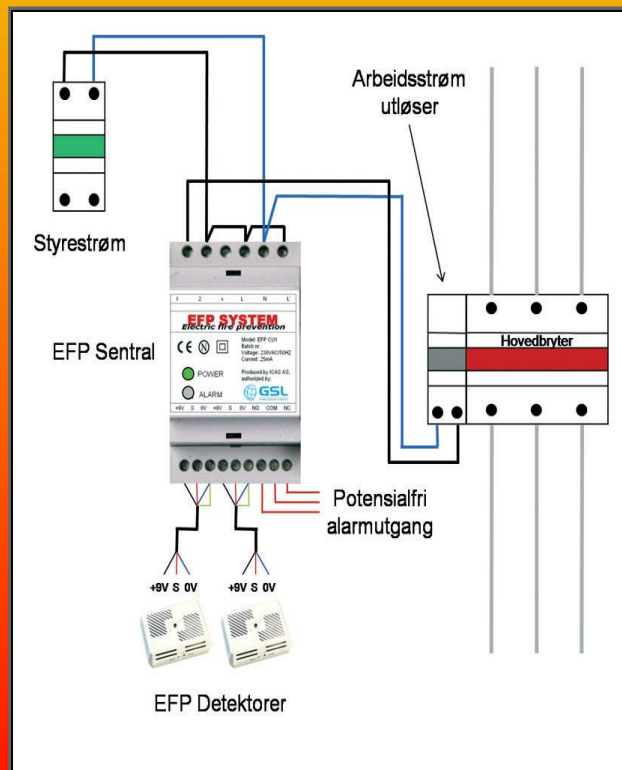 Arbeidsstrøm
utløser
Styrestrøm
EFP Sentral
1 2 x L N L'
EFP SYSTEM
Electric fire prevention
CE N
Model: EFP CU1
Batch nr:
Voltage: 230VAC/50HZ
Current: 25mA
POWER
Produced by ICAS AS,
authorized by:
ALARM
GSL
+9V S 0V +9V S 0V NO COM NC
Hovedbryter
Potensialfri
alarmutgang
+9V S 0V +9V S 0V
EFP Detektorer